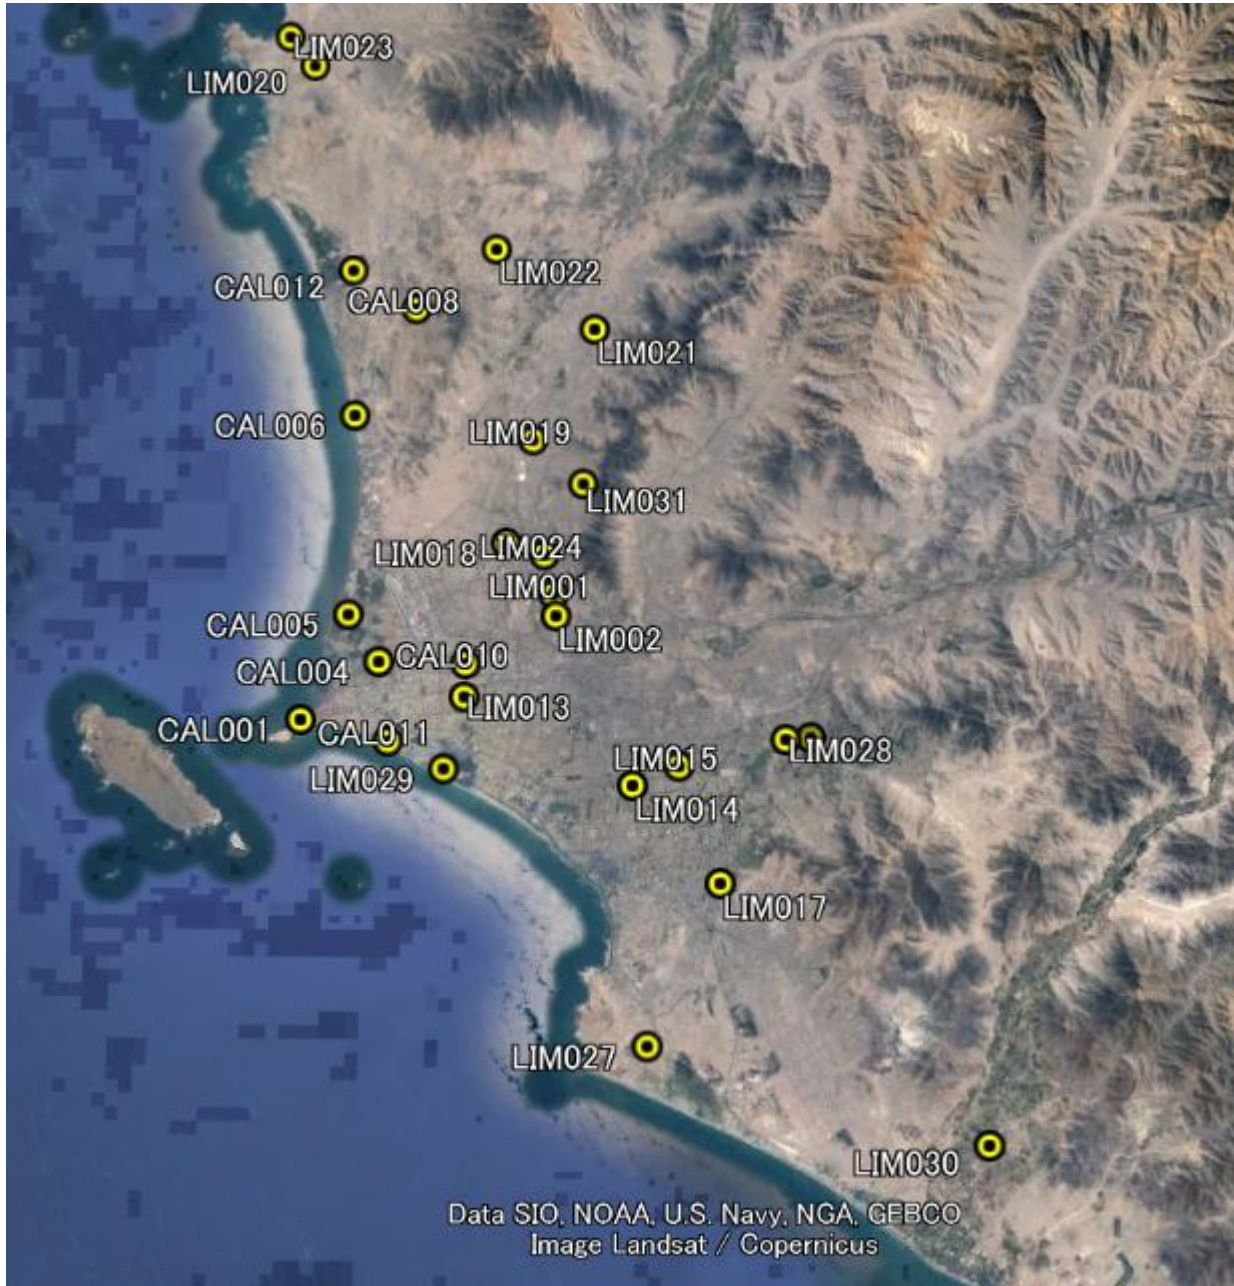 LIM023
LIM020
LIM022
CAL012
CAL008
LIM021
CAL006
LIM019
LIM031
LIM018
LIM024
LIM001
CAL005
LIM002
CAL004
CAL010
LIM013
CAL001
CAL011
LIM028
LIM015
LIM029
LIM014
LIM017
LIM027
LIM030
Data SIO, NOAA, U.S. Navy, NGA, GEBCO
Image Landsat / Copernicus